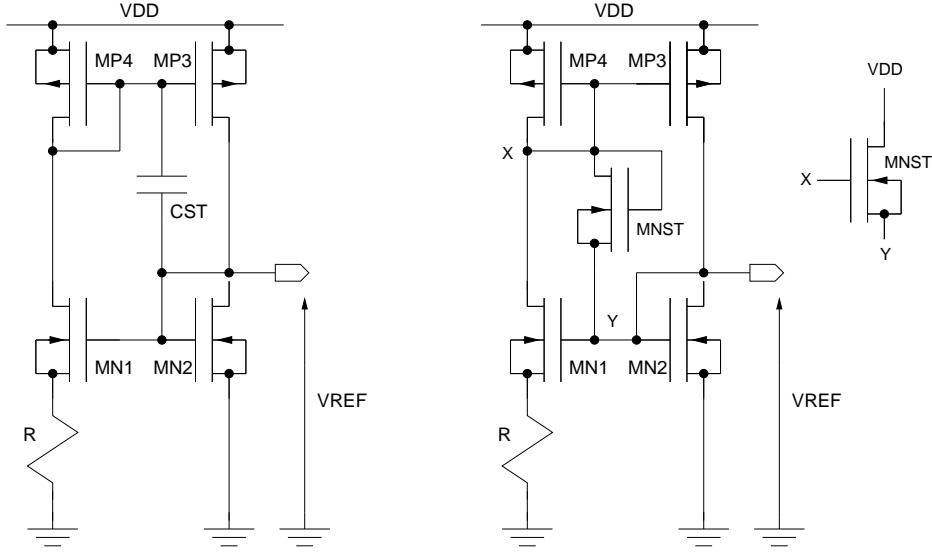 VDD
MP4 MP3
CST
MN1 MN2
R
VREF
VDD
MP4 MP3
X
MNST
Y
MN1 MN2
R
VREF
VDD
X
MNST
Y